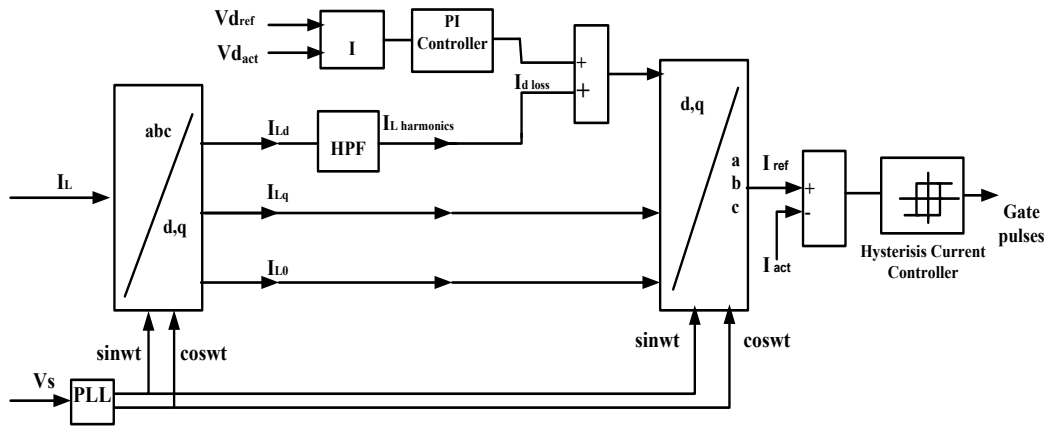 Vdref
Vdact
I
PI
Controller
+
+
Id loss
abc
d,q
ILd
HPF
IL harmonics
IL
ILq
IL0
d,q
a
b
c
I ref
+
-
I act
Hysterisis Current
Controller
Gate
pulses
sinwt
coswt
sinwt
coswt
Vs
PLL